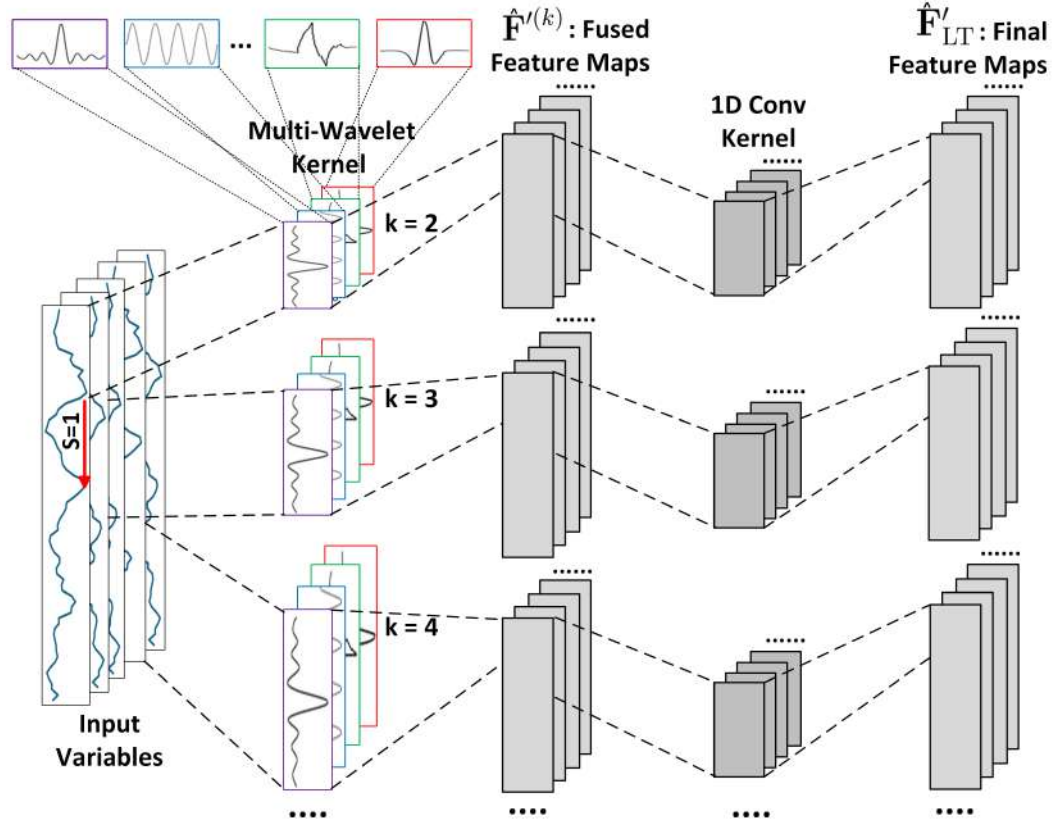 ...
F̂′⁽ᵏ⁾ : Fused
Feature Maps
F̂′LT : Final
Feature Maps
......
......
1D Conv
Kernel
......
Multi-Wavelet
Kernel
k = 2
S=1
......
......
......
k = 3
......
......
......
k = 4
Input
Variables
....
....
....
....